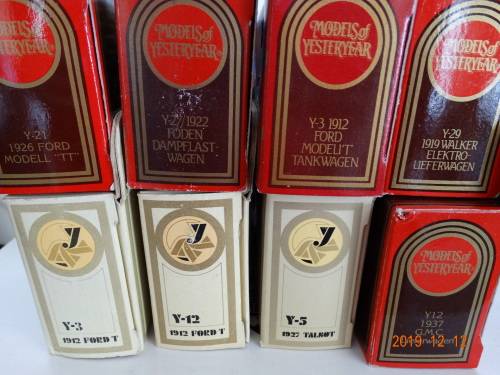 MODELS of
YESTERYEAR
Y-21
1926 FORD
MODELL "TT"
MODELS of
YESTERYEAR
Y-27/1922
FODEN
DAMPFLAST-
WAGEN
MODELS of
YESTERYEAR
Y-3 1912
FORD
MODELL'T'
TANKWAGEN
MODELS of
YESTERYEAR
Y-29
1919 WALKER
ELEKTRO-
LIEFERWAGEN
Y
Y-3
1912 FORD T
Y
Y-12
1912 FORD T
Y
Y-5
1927 TALBOT
MODELS of
YESTERYEAR
Y12
1937
G.M.C.
2019-12-17